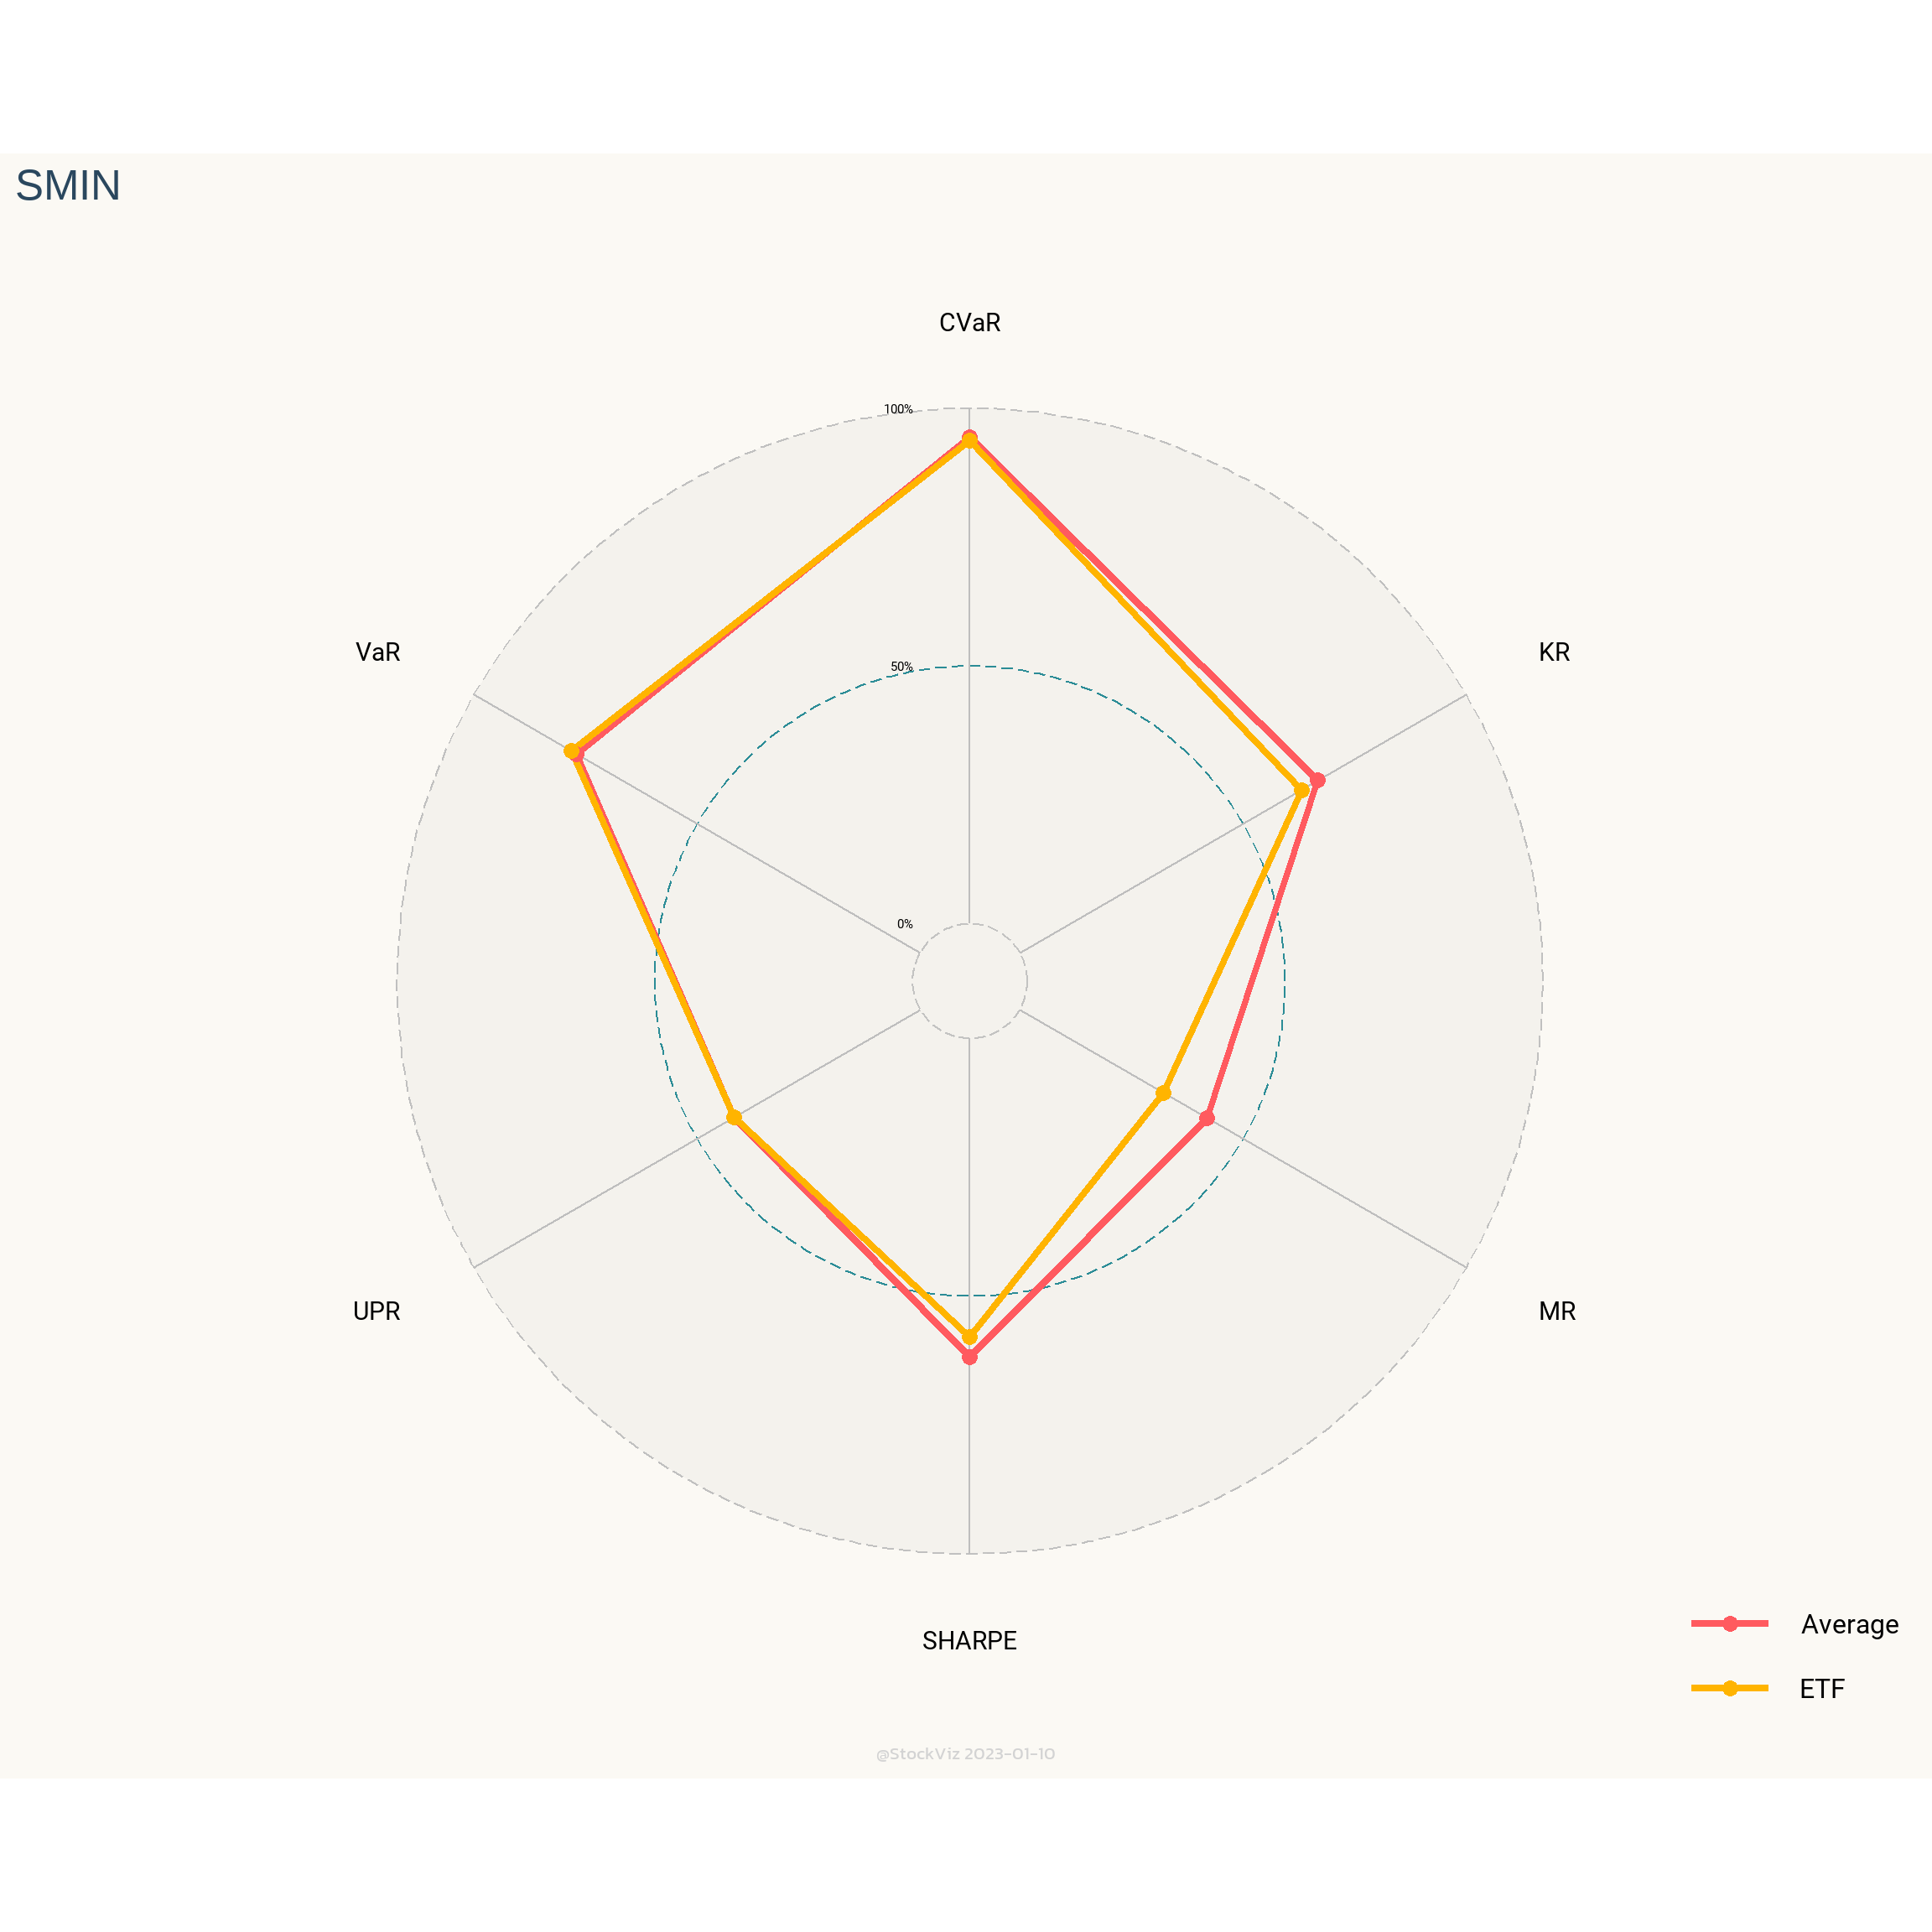 SMIN
CVaR
100%
KR
VaR
50%
0%
UPR
MR
SHARPE
Average
ETF
@StockViz 2023-01-10